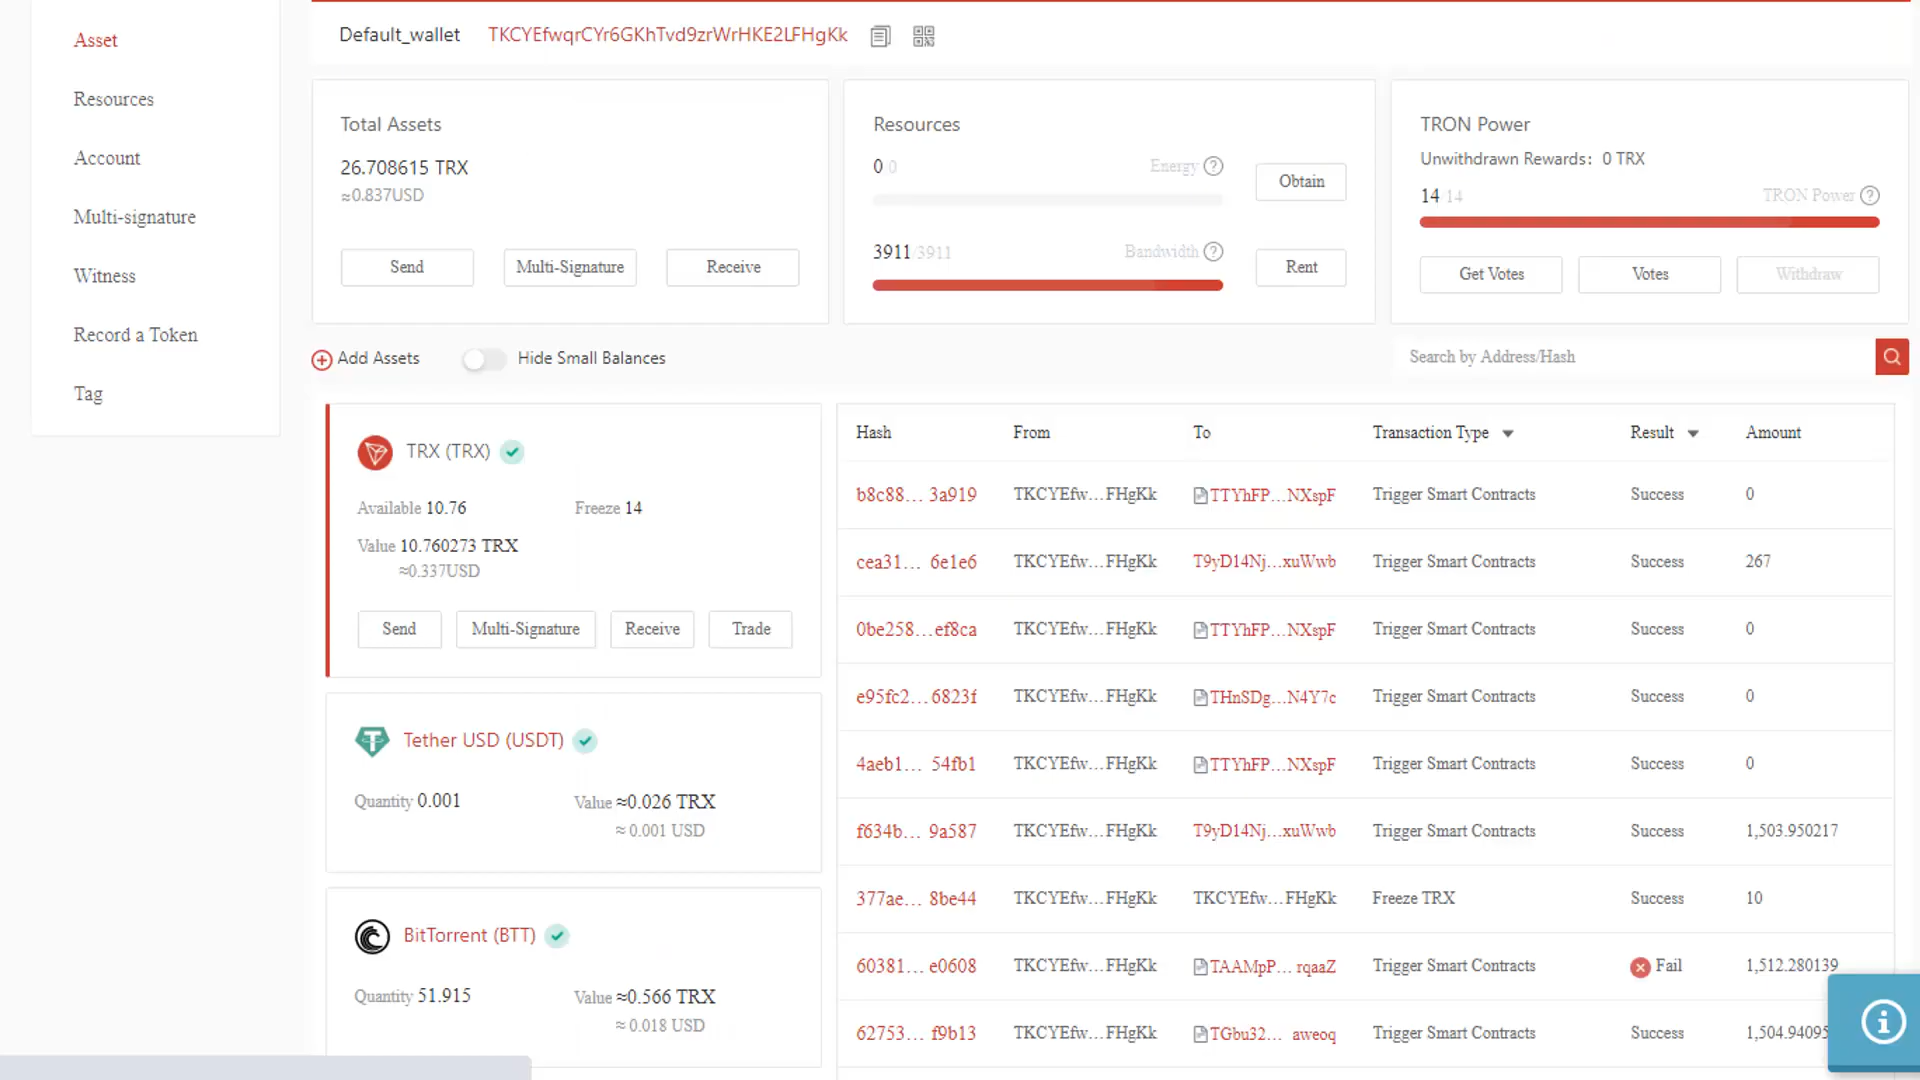 Asset
Resources
Account
Multi-signature
Witness
Record a Token
Tag
Default_wallet TKCYEfwqrCYr6GKhTvd9zrWrHKE2LFHgKk
Total Assets
26.708615 TRX
≈0.837USD
Send Multi-Signature Receive
Resources
0/0 Energy ?
Obtain
3911/3911 Bandwidth ?
Rent
TRON Power
Unwithdrawn Rewards: 0 TRX
14/14 TRON Power ?
Get Votes Votes Withdraw
Add Assets Hide Small Balances
Search by Address/Hash
TRX (TRX)
Available 10.76 Freeze 14
Value 10.760273 TRX
≈0.337USD
Send Multi-Signature Receive Trade
Tether USD (USDT)
Quantity 0.001 Value ≈0.026 TRX
≈ 0.001 USD
BitTorrent (BTT)
Quantity 51.915 Value ≈0.566 TRX
≈ 0.018 USD
Hash From To Transaction Type Result Amount
b8c88... 3a919 TKCYEfw...FHgKk TTYhFP...NXspF Trigger Smart Contracts Success 0
cea31... 6e1e6 TKCYEfw...FHgKk T9yD14Nj...xuWwb Trigger Smart Contracts Success 267
0be258...ef8ca TKCYEfw...FHgKk TTYhFP...NXspF Trigger Smart Contracts Success 0
e95fc2...6823f TKCYEfw...FHgKk THnSDg...N4Y7c Trigger Smart Contracts Success 0
4aeb1... 54fb1 TKCYEfw...FHgKk TTYhFP...NXspF Trigger Smart Contracts Success 0
f634b... 9a587 TKCYEfw...FHgKk T9yD14Nj...xuWwb Trigger Smart Contracts Success 1,503.950217
377ae... 8be44 TKCYEfw...FHgKk TKCYEfw...FHgKk Freeze TRX Success 10
60381... e0608 TKCYEfw...FHgKk TAAMpP... rqaaZ Trigger Smart Contracts Fail 1,512.280139
62753... f9b13 TKCYEfw...FHgKk TGbu32... aweoq Trigger Smart Contracts Success 1,504.94095